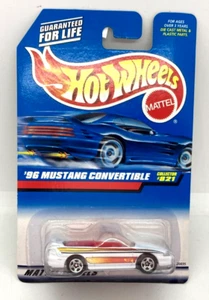 GUARANTEED
FOR LIFE
FOR AGES
OVER 3 YEARS
DIE CAST METAL &
PLASTIC PARTS
Hot Wheels
MATTEL
'96 MUSTANG CONVERTIBLE
COLLECTOR
#821